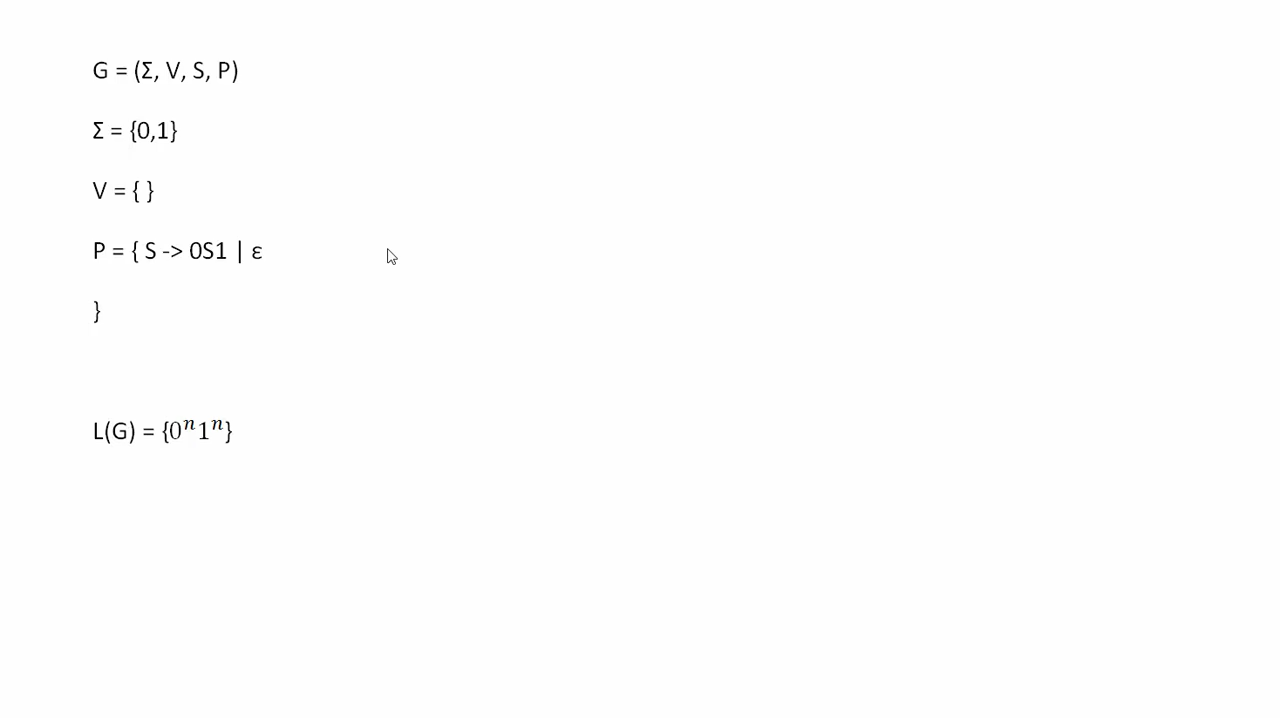 G = (Σ, V, S, P)
Σ = {0,1}
V = { }
P = { S -> 0S1 | ε
}
L(G) = {0ⁿ1ⁿ}